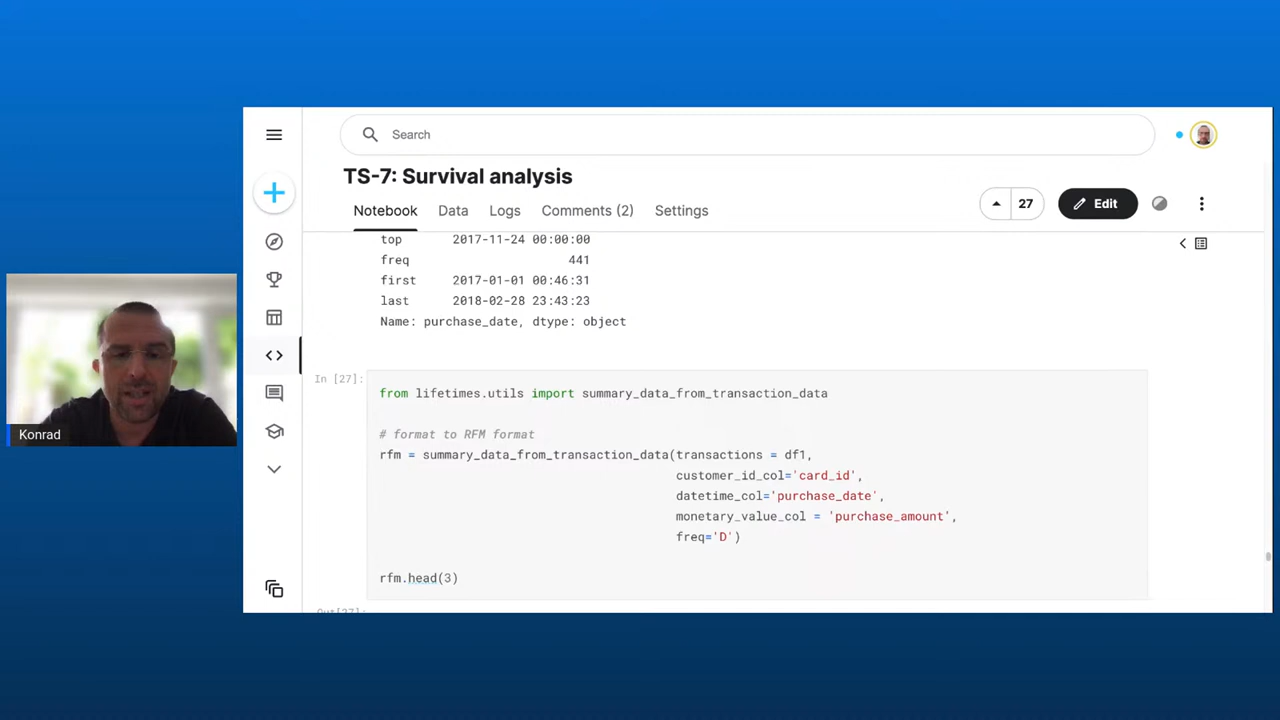 Search
TS-7: Survival analysis
Notebook Data Logs Comments (2) Settings
27 Edit
top 2017-11-24 00:00:00
freq 441
first 2017-01-01 00:46:31
last 2018-02-28 23:43:23
Name: purchase_date, dtype: object
In [27]:
from lifetimes.utils import summary_data_from_transaction_data
# format to RFM format
rfm = summary_data_from_transaction_data(transactions = df1,
customer_id_col='card_id',
datetime_col='purchase_date',
monetary_value_col = 'purchase_amount',
freq='D')
rfm.head(3)
Out[27]:
Konrad